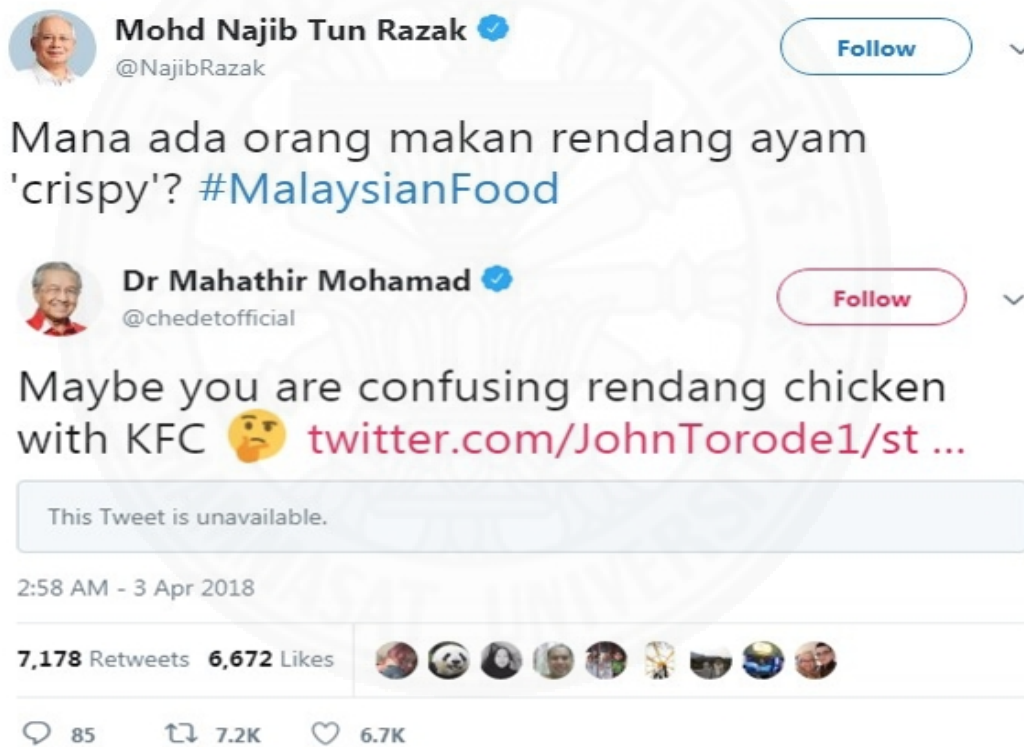 Mohd Najib Tun Razak
@NajibRazak
Follow
Mana ada orang makan rendang ayam
'crispy'? #MalaysianFood
Dr Mahathir Mohamad
@chedetofficial
Follow
Maybe you are confusing rendang chicken
with KFC 🤔 twitter.com/JohnTorode1/st ...
This Tweet is unavailable.
2:58 AM - 3 Apr 2018
7,178 Retweets 6,672 Likes
85 7.2K 6.7K